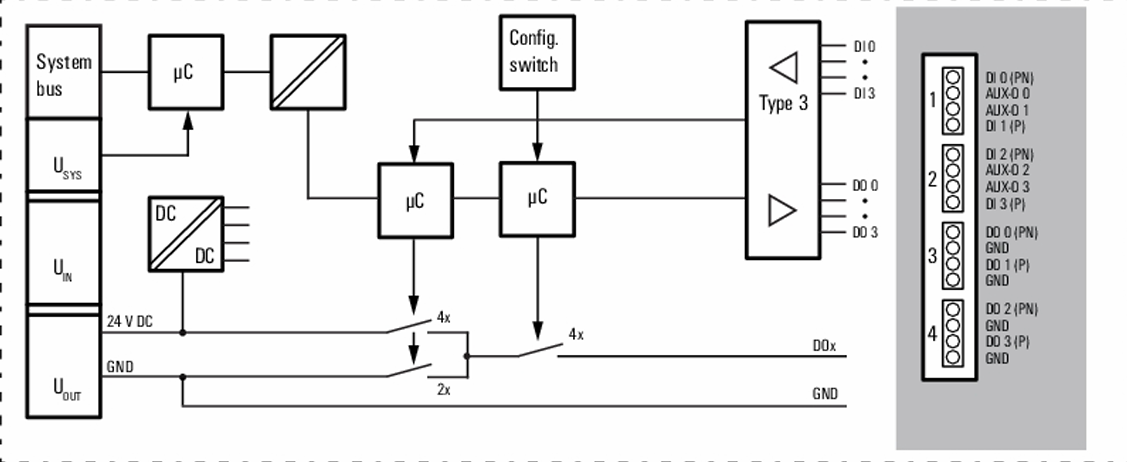 System
bus
U SYS
U IN
U OUT
µC
DC
DC
24 V DC
GND
µC
Config.
switch
µC
4x
2x
4x
Type 3
DI 0
DI 3
DO 0
DO 3
DOx
GND
1
DI 0 (PN)
AUX-O 0
AUX-O 1
DI 1 (P)
2
DI 2 (PN)
AUX-O 2
AUX-O 3
DI 3 (P)
3
DO 0 (PN)
GND
DO 1 (P)
GND
4
DO 2 (PN)
GND
DO 3 (P)
GND